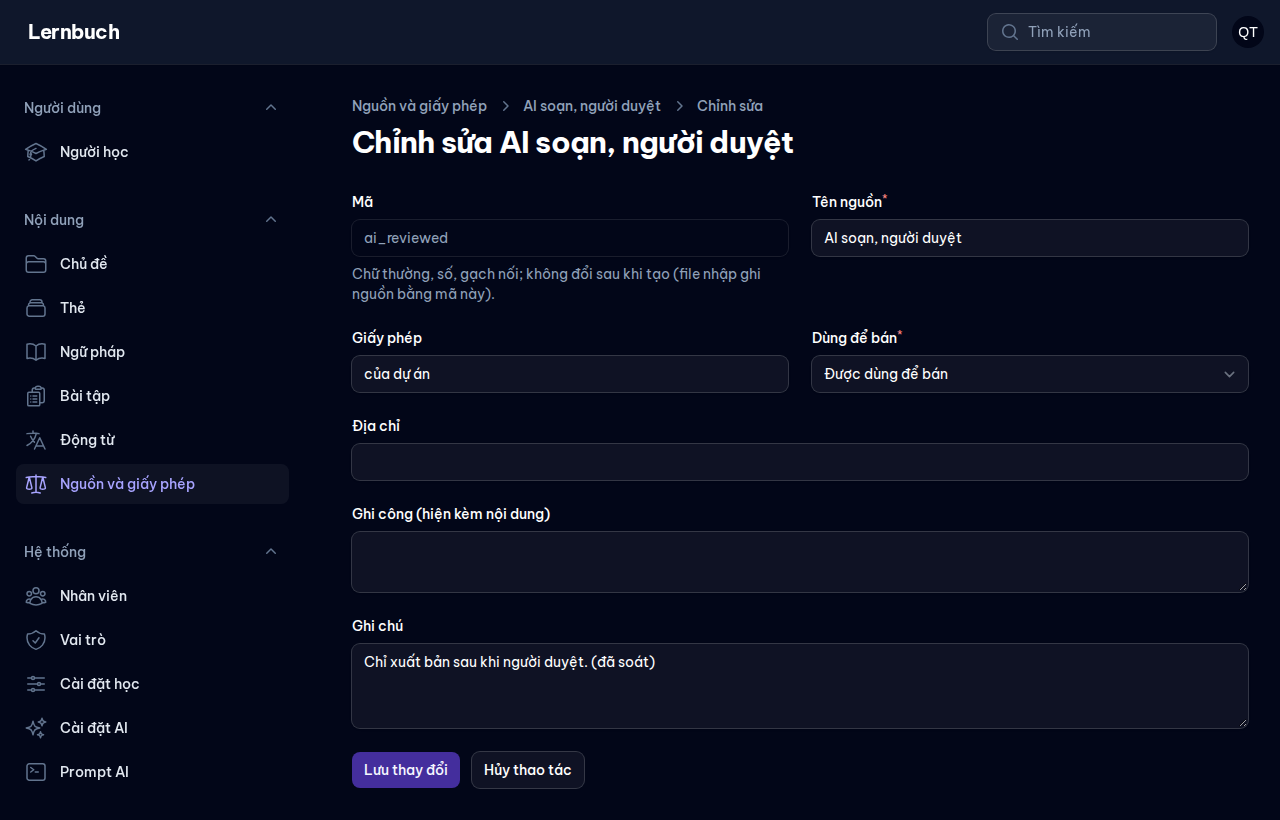 Lernbuch
Tìm kiếm
QT
Người dùng
Người học
Nội dung
Chủ đề
Thẻ
Ngữ pháp
Bài tập
Động từ
Nguồn và giấy phép
Hệ thống
Nhân viên
Vai trò
Cài đặt học
Cài đặt AI
Prompt AI
Nguồn và giấy phép > AI soạn, người duyệt > Chỉnh sửa
Chỉnh sửa AI soạn, người duyệt
Mã
ai_reviewed
Chữ thường, số, gạch nối; không đổi sau khi tạo (file nhập ghi
nguồn bằng mã này).
Tên nguồn*
AI soạn, người duyệt
Giấy phép
của dự án
Dùng để bán*
Được dùng để bán
Địa chỉ
Ghi công (hiện kèm nội dung)
Ghi chú
Chỉ xuất bản sau khi người duyệt. (đã soát)
Lưu thay đổi
Hủy thao tác